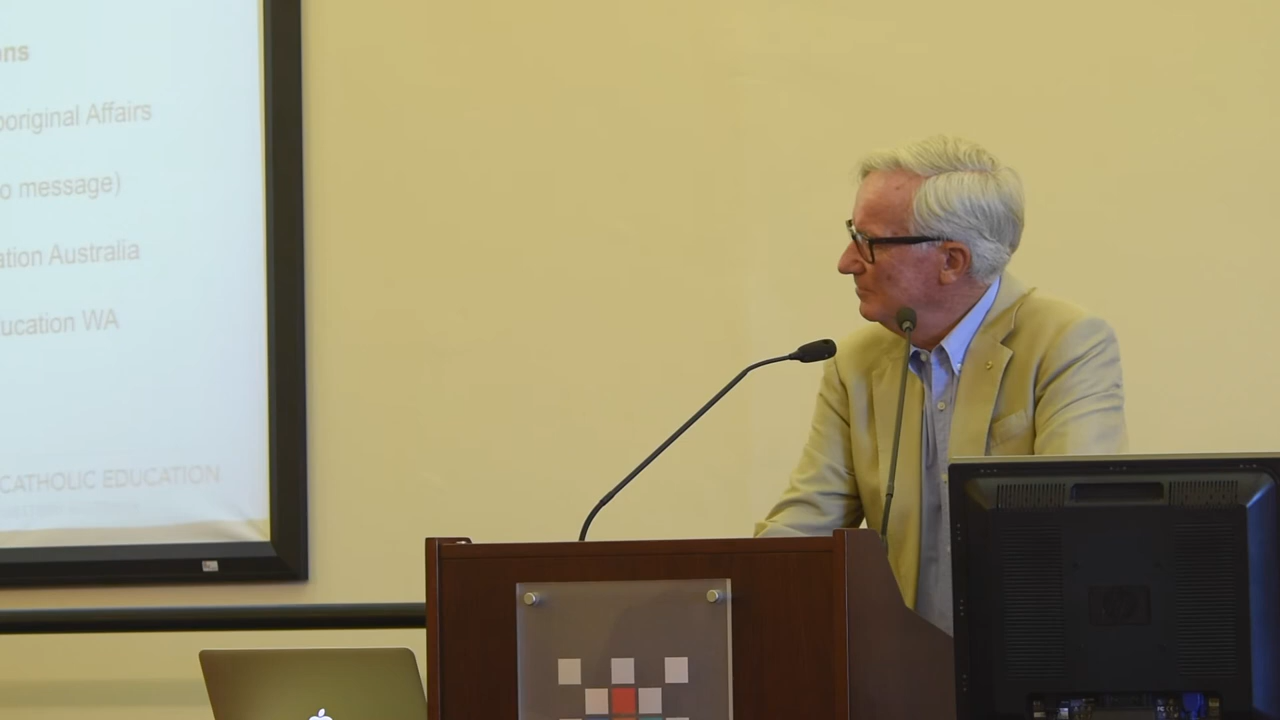 ons
boriginal Affairs
o message)
ation Australia
ucation WA
CATHOLIC EDUCATION